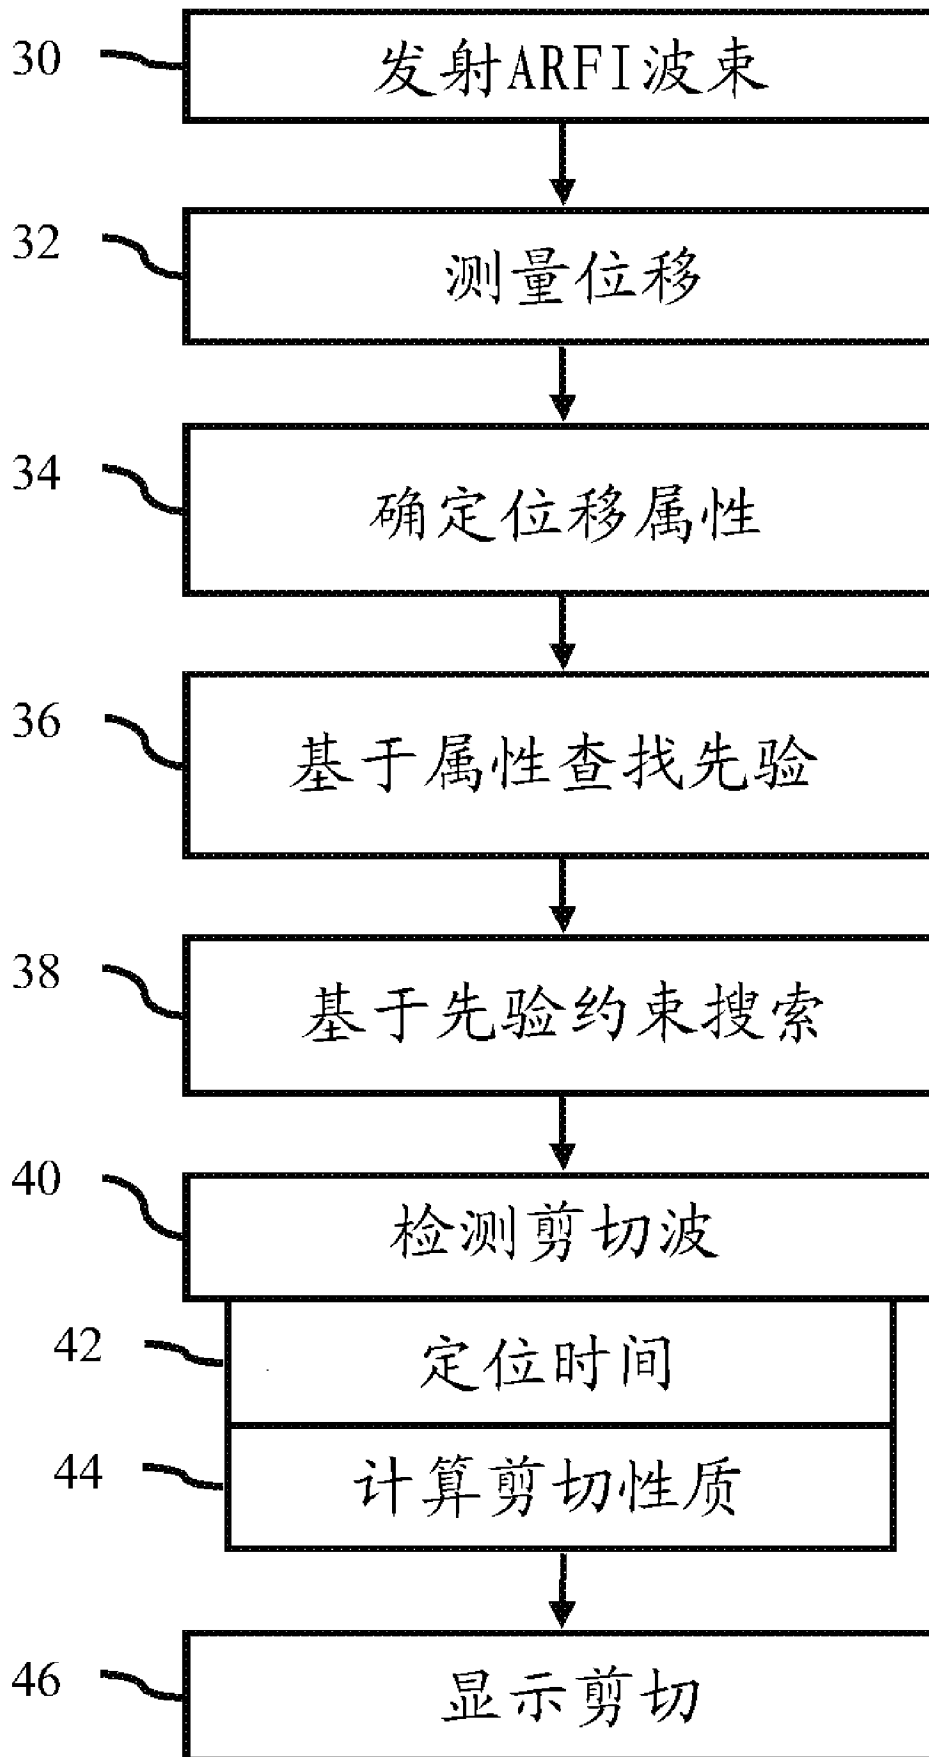 30 发射ARFI波束
32 测量位移
34 确定位移属性
36 基于属性查找先验
38 基于先验约束搜索
40 检测剪切波
42 定位时间
44 计算剪切性质
46 显示剪切